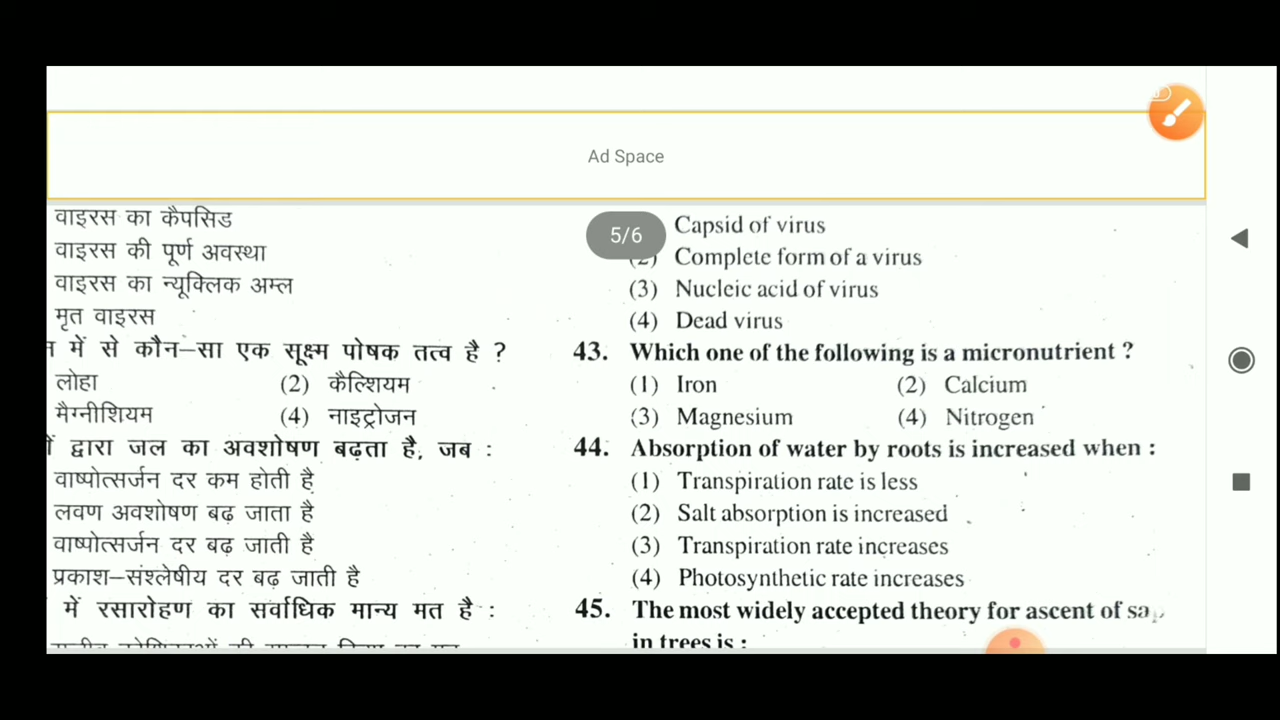 Ad Space
5/6
वाइरस का कैपसिड
वाइरस की पूर्ण अवस्था
वाइरस का न्यूक्लिक अम्ल
मृत वाइरस
में से कौन–सा एक सूक्ष्म पोषक तत्व है ?
लोहा (2) कैल्शियम
मैग्नीशियम (4) नाइट्रोजन
द्वारा जल का अवशोषण बढ़ता है, जब :
वाष्पोत्सर्जन दर कम होती है
लवण अवशोषण बढ़ जाता है
वाष्पोत्सर्जन दर बढ़ जाती है
प्रकाश–संश्लेषीय दर बढ़ जाती है
में रसारोहण का सर्वाधिक मान्य मत है :
Capsid of virus
(2) Complete form of a virus
(3) Nucleic acid of virus
(4) Dead virus
43. Which one of the following is a micronutrient ?
(1) Iron (2) Calcium
(3) Magnesium (4) Nitrogen
44. Absorption of water by roots is increased when :
(1) Transpiration rate is less
(2) Salt absorption is increased
(3) Transpiration rate increases
(4) Photosynthetic rate increases
45. The most widely accepted theory for ascent of sap
in trees is :